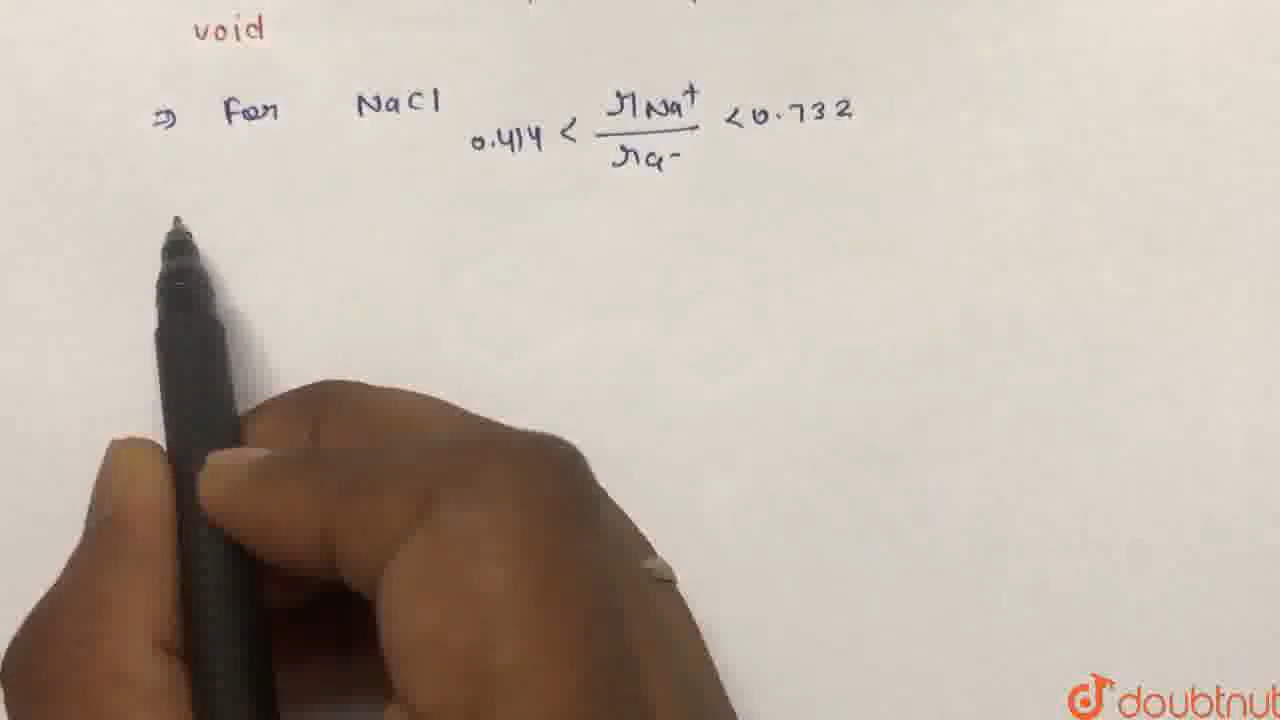 void
⇒ For NaCl 0.414 < rNa+ / rCl- < 0.732
doubtnut